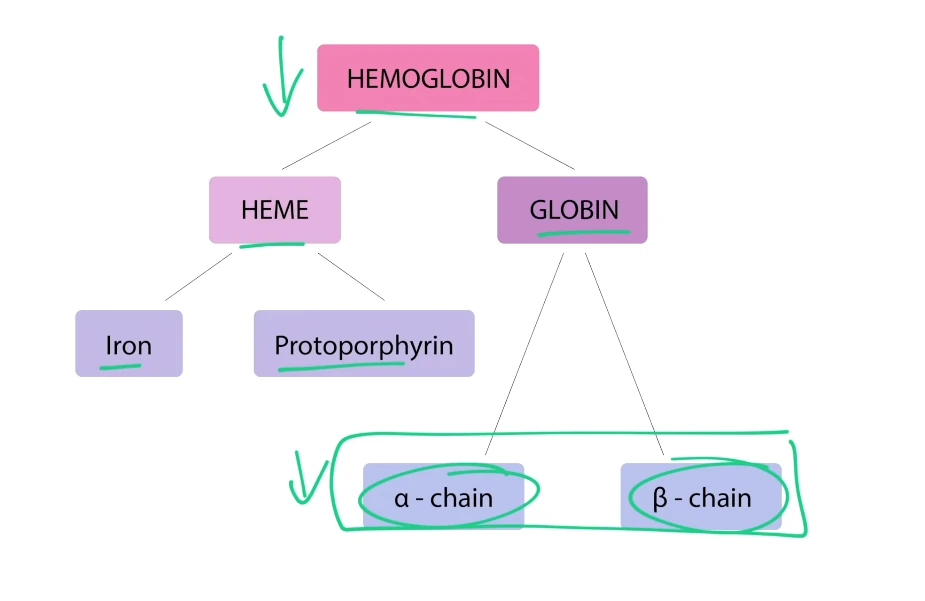 HEMOGLOBIN
HEME
GLOBIN
Iron
Protoporphyrin
α - chain
β - chain